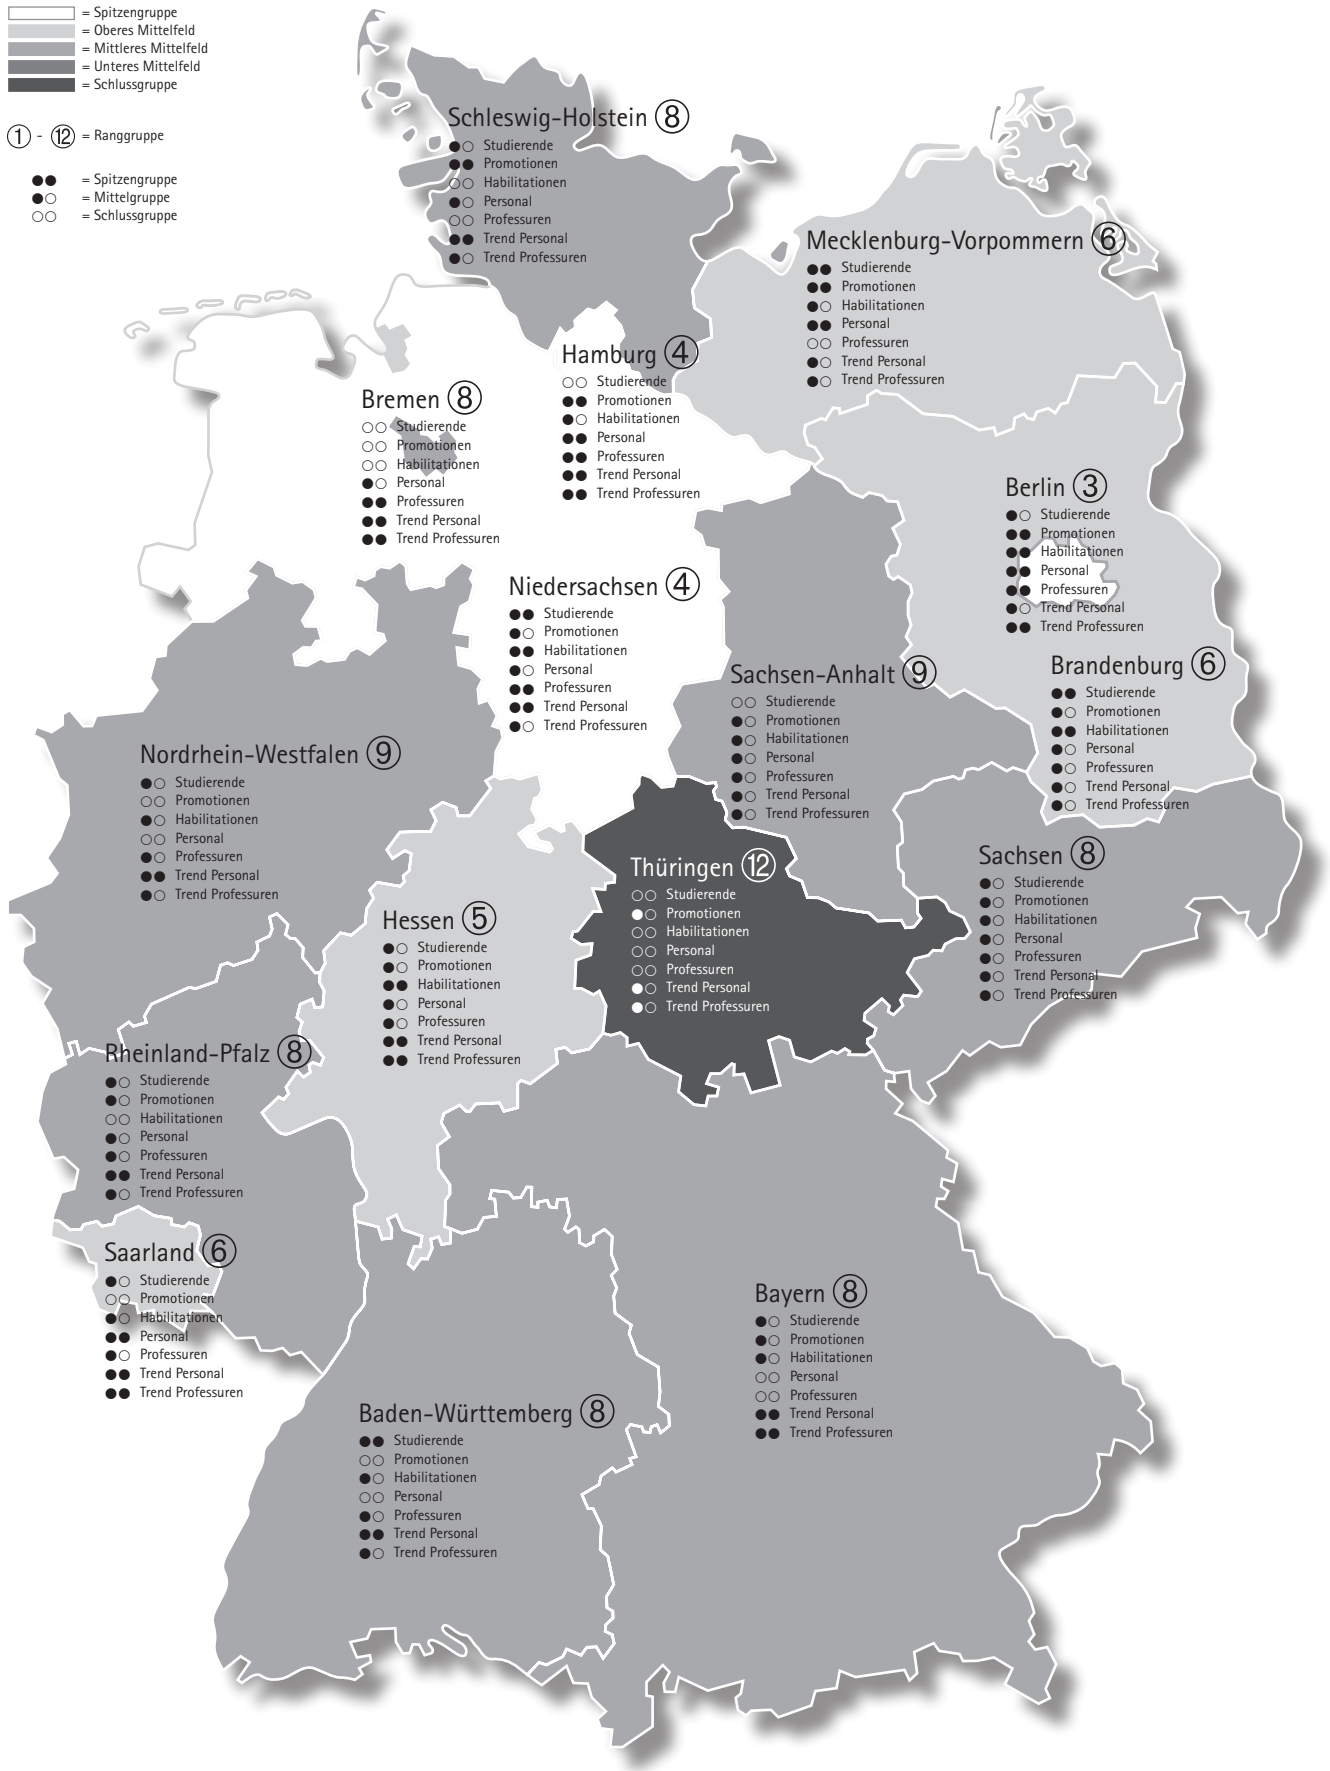 = Spitzengruppe
= Oberes Mittelfeld
= Mittleres Mittelfeld
= Unteres Mittelfeld
= Schlussgruppe
① - ⑫ = Ranggruppe
●● = Spitzengruppe
●○ = Mittelgruppe
○○ = Schlussgruppe
Schleswig-Holstein ⑧
●○ Studierende
●● Promotionen
○○ Habilitationen
●○ Personal
○○ Professuren
●● Trend Personal
●○ Trend Professuren
Mecklenburg-Vorpommern ⑥
●● Studierende
●● Promotionen
●○ Habilitationen
●● Personal
○○ Professuren
●○ Trend Personal
●○ Trend Professuren
Hamburg ④
○○ Studierende
●● Promotionen
●○ Habilitationen
●● Personal
●● Professuren
●● Trend Personal
●● Trend Professuren
Bremen ⑧
○○ Studierende
○○ Promotionen
○○ Habilitationen
●○ Personal
●● Professuren
●● Trend Personal
●● Trend Professuren
Berlin ③
●○ Studierende
●● Promotionen
●● Habilitationen
●● Personal
●● Professuren
●○ Trend Personal
●● Trend Professuren
Niedersachsen ④
●● Studierende
●○ Promotionen
●● Habilitationen
●○ Personal
●● Professuren
●● Trend Personal
●○ Trend Professuren
Brandenburg ⑥
●● Studierende
●○ Promotionen
●● Habilitationen
●○ Personal
●○ Professuren
●○ Trend Personal
●○ Trend Professuren
Sachsen-Anhalt ⑨
○○ Studierende
●○ Promotionen
●○ Habilitationen
●○ Personal
●○ Professuren
●○ Trend Personal
●○ Trend Professuren
Nordrhein-Westfalen ⑨
●○ Studierende
○○ Promotionen
●○ Habilitationen
○○ Personal
●○ Professuren
●● Trend Personal
●○ Trend Professuren
Sachsen ⑧
●○ Studierende
●○ Promotionen
●○ Habilitationen
●○ Personal
●○ Professuren
●○ Trend Personal
●○ Trend Professuren
Thüringen ⑫
○○ Studierende
●○ Promotionen
○○ Habilitationen
○○ Personal
○○ Professuren
●○ Trend Personal
●○ Trend Professuren
Hessen ⑤
●○ Studierende
●○ Promotionen
●● Habilitationen
●○ Personal
●○ Professuren
●● Trend Personal
●● Trend Professuren
Rheinland-Pfalz ⑧
●○ Studierende
●○ Promotionen
○○ Habilitationen
●○ Personal
●○ Professuren
●● Trend Personal
●○ Trend Professuren
Saarland ⑥
●○ Studierende
○○ Promotionen
●○ Habilitationen
●● Personal
●○ Professuren
●● Trend Personal
●● Trend Professuren
Bayern ⑧
●○ Studierende
●○ Promotionen
●○ Habilitationen
○○ Personal
○○ Professuren
●● Trend Personal
●● Trend Professuren
Baden-Württemberg ⑧
●● Studierende
○○ Promotionen
●○ Habilitationen
○○ Personal
●○ Professuren
●● Trend Personal
●○ Trend Professuren